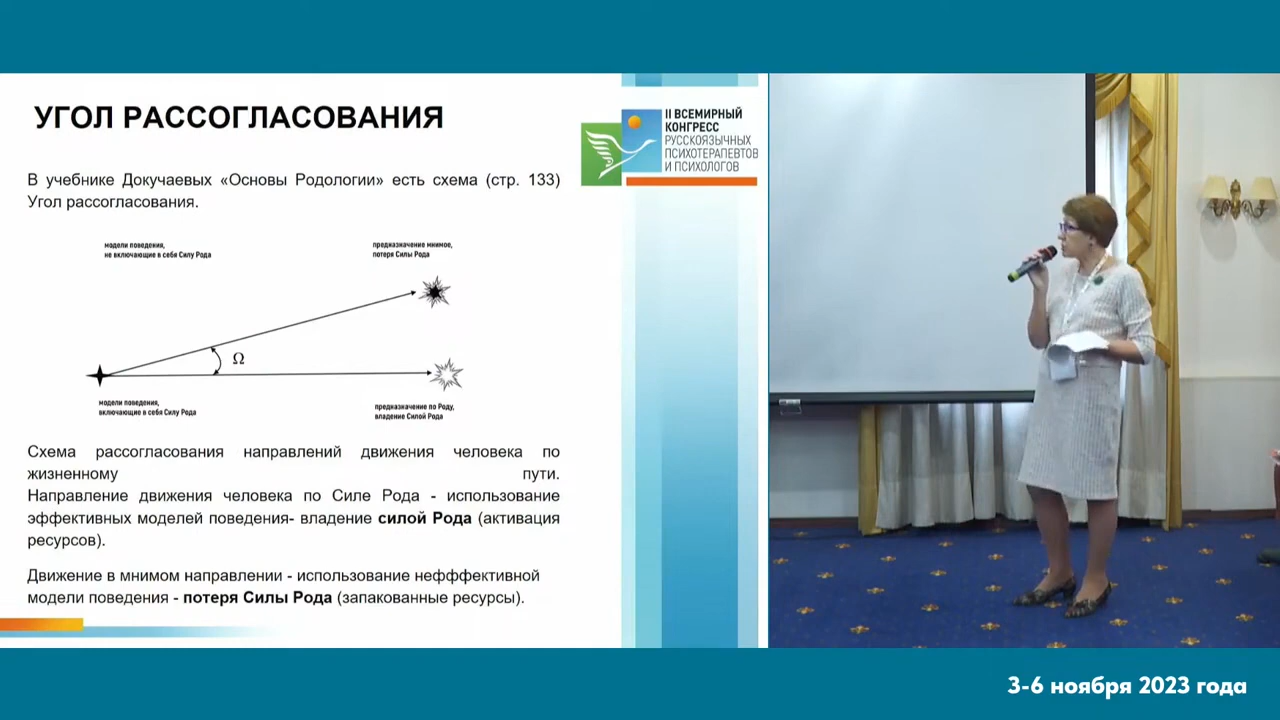 УГОЛ РАССОГЛАСОВАНИЯ
II ВСЕМИРНЫЙ
КОНГРЕСС
РУССКОЯЗЫЧНЫХ
ПСИХОТЕРАПЕВТОВ
И ПСИХОЛОГОВ
В учебнике Докучаевых «Основы Родологии» есть схема (стр. 133)
Угол рассогласования.
модели поведения,
не включающие в себя Силу Рода
предназначение мнимое,
потеря Силы Рода
Ω
модели поведения,
включающие в себя Силу Рода
предназначение по Роду,
владение Силой Рода
Схема рассогласования направлений движения человека по
жизненному пути.
Направление движения человека по Силе Рода - использование
эффективных моделей поведения- владение силой Рода (активация
ресурсов).
Движение в мнимом направлении - использование нефффективной
модели поведения - потеря Силы Рода (запакованные ресурсы).
3-6 ноября 2023 года